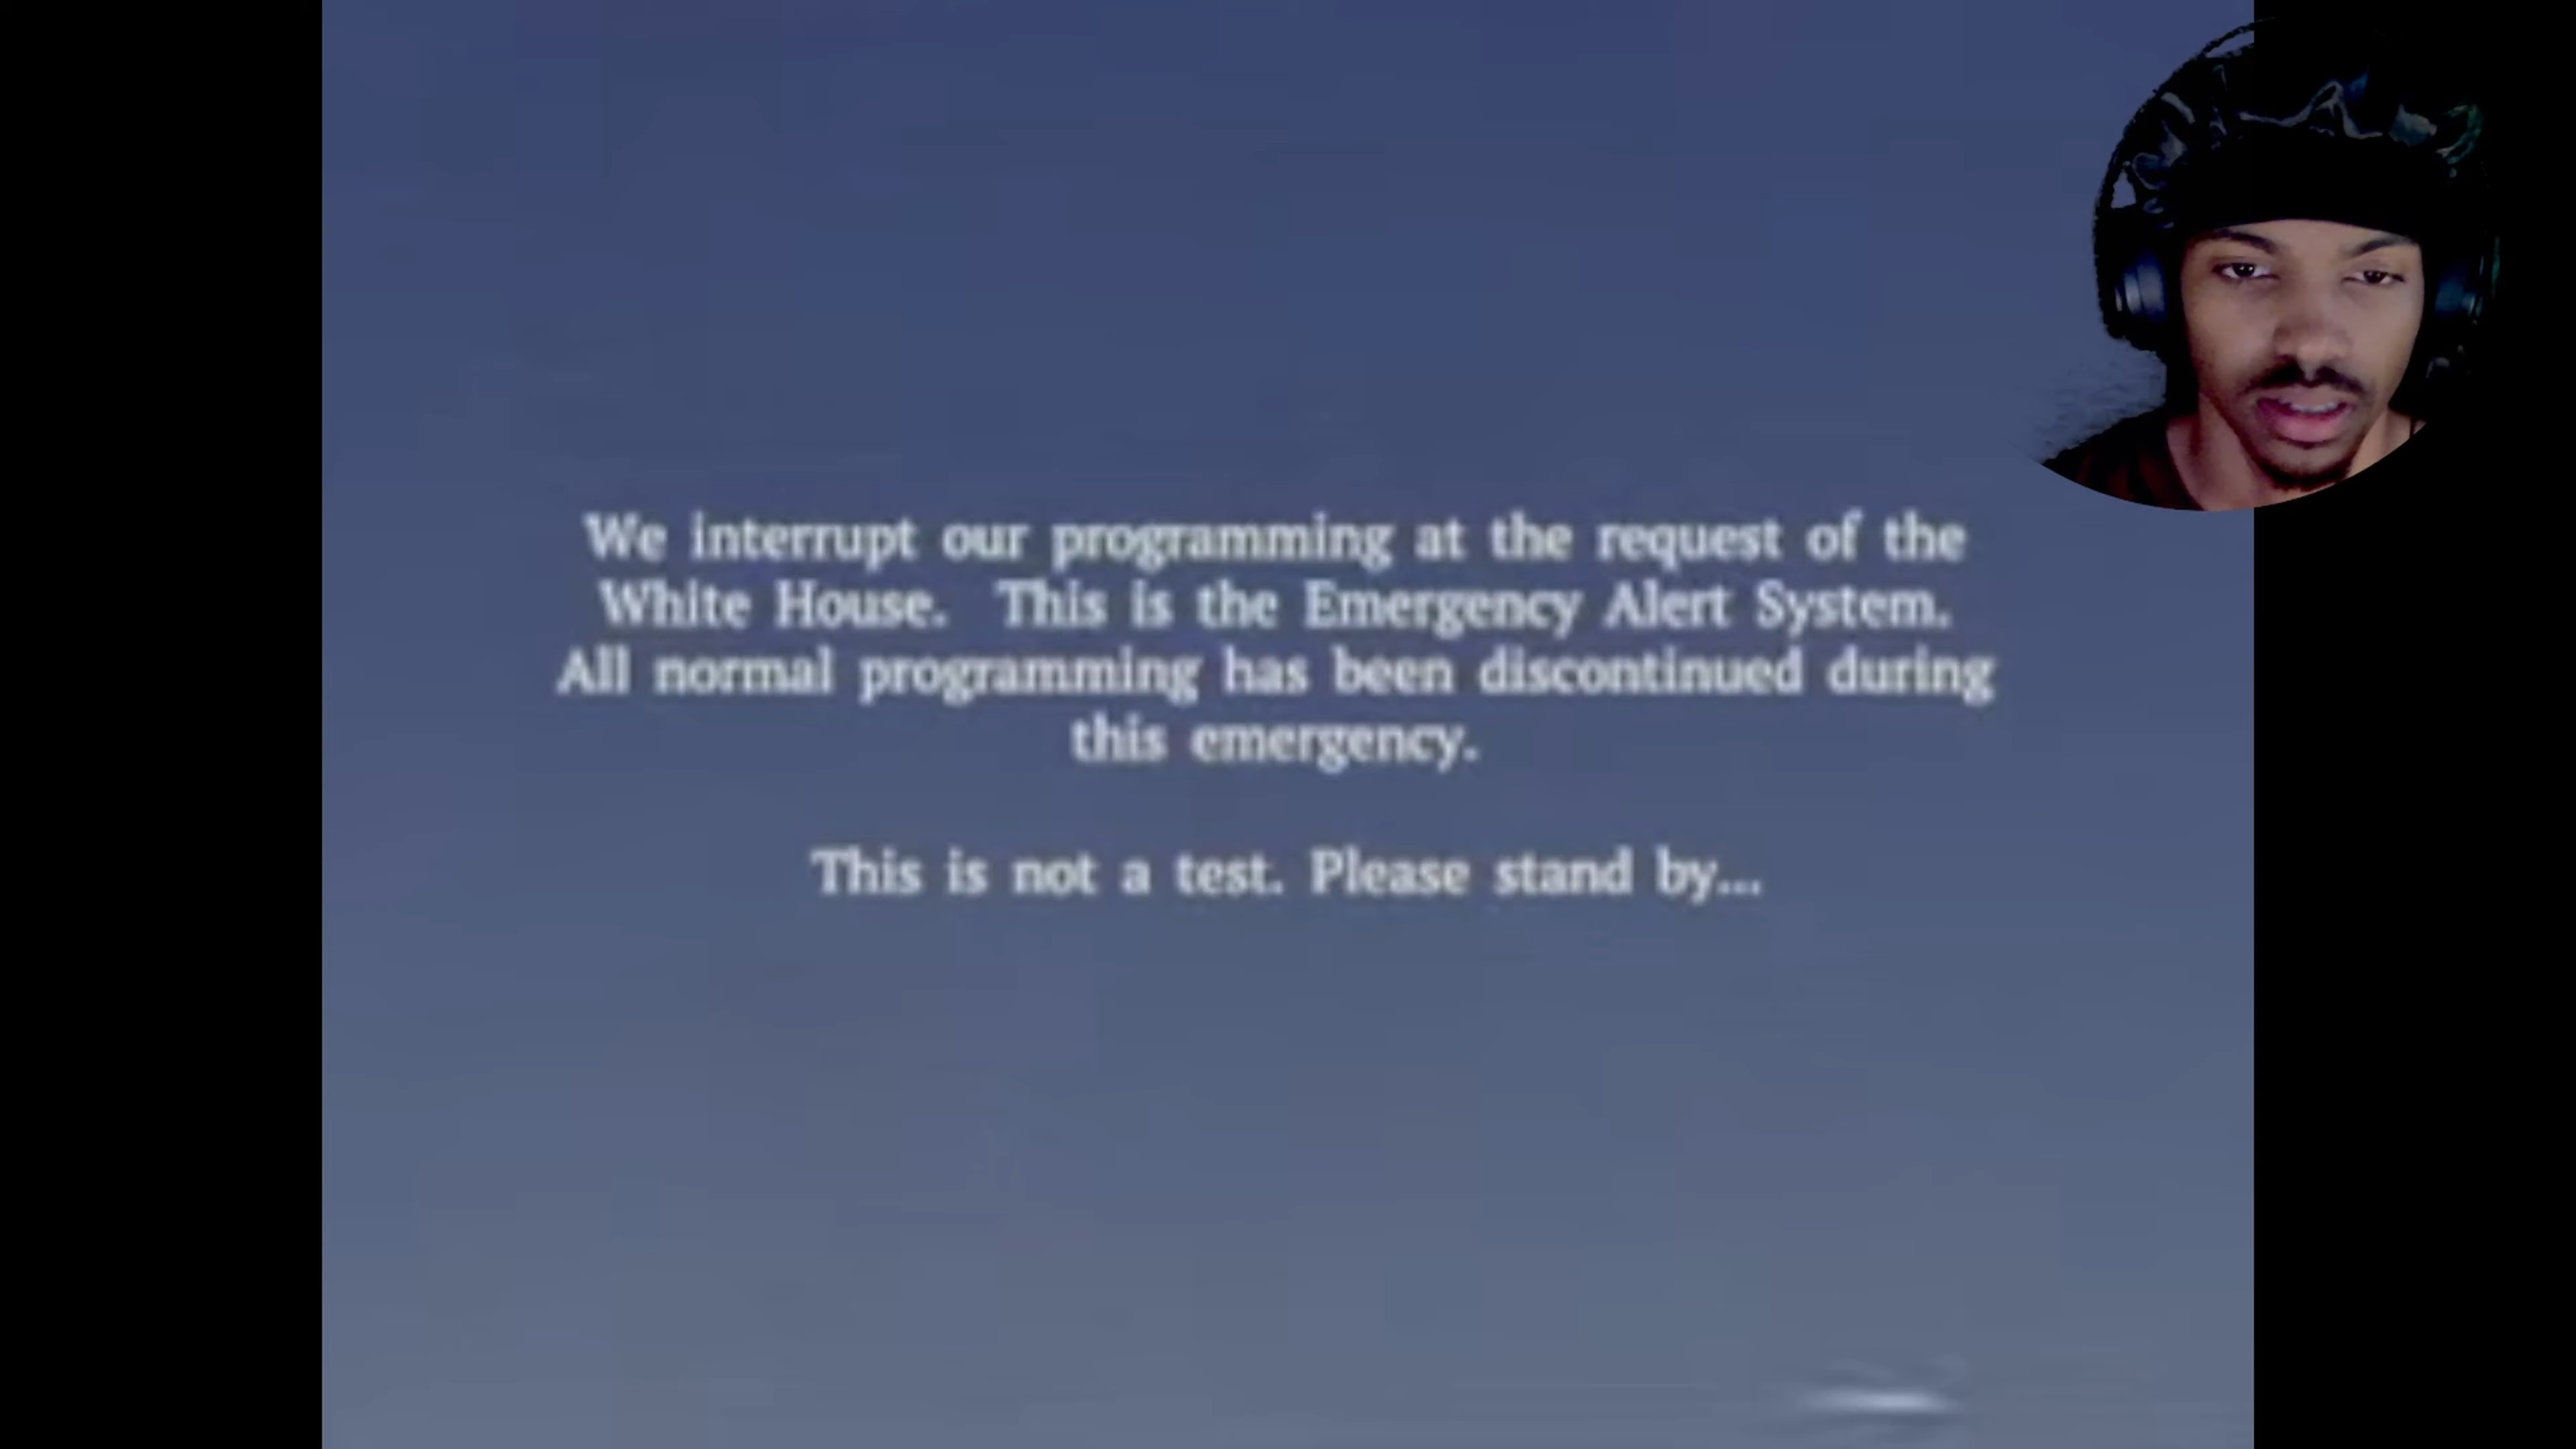 We interrupt our programming at the request of the
White House. This is the Emergency Alert System.
All normal programming has been discontinued during
this emergency.
This is not a test. Please stand by...